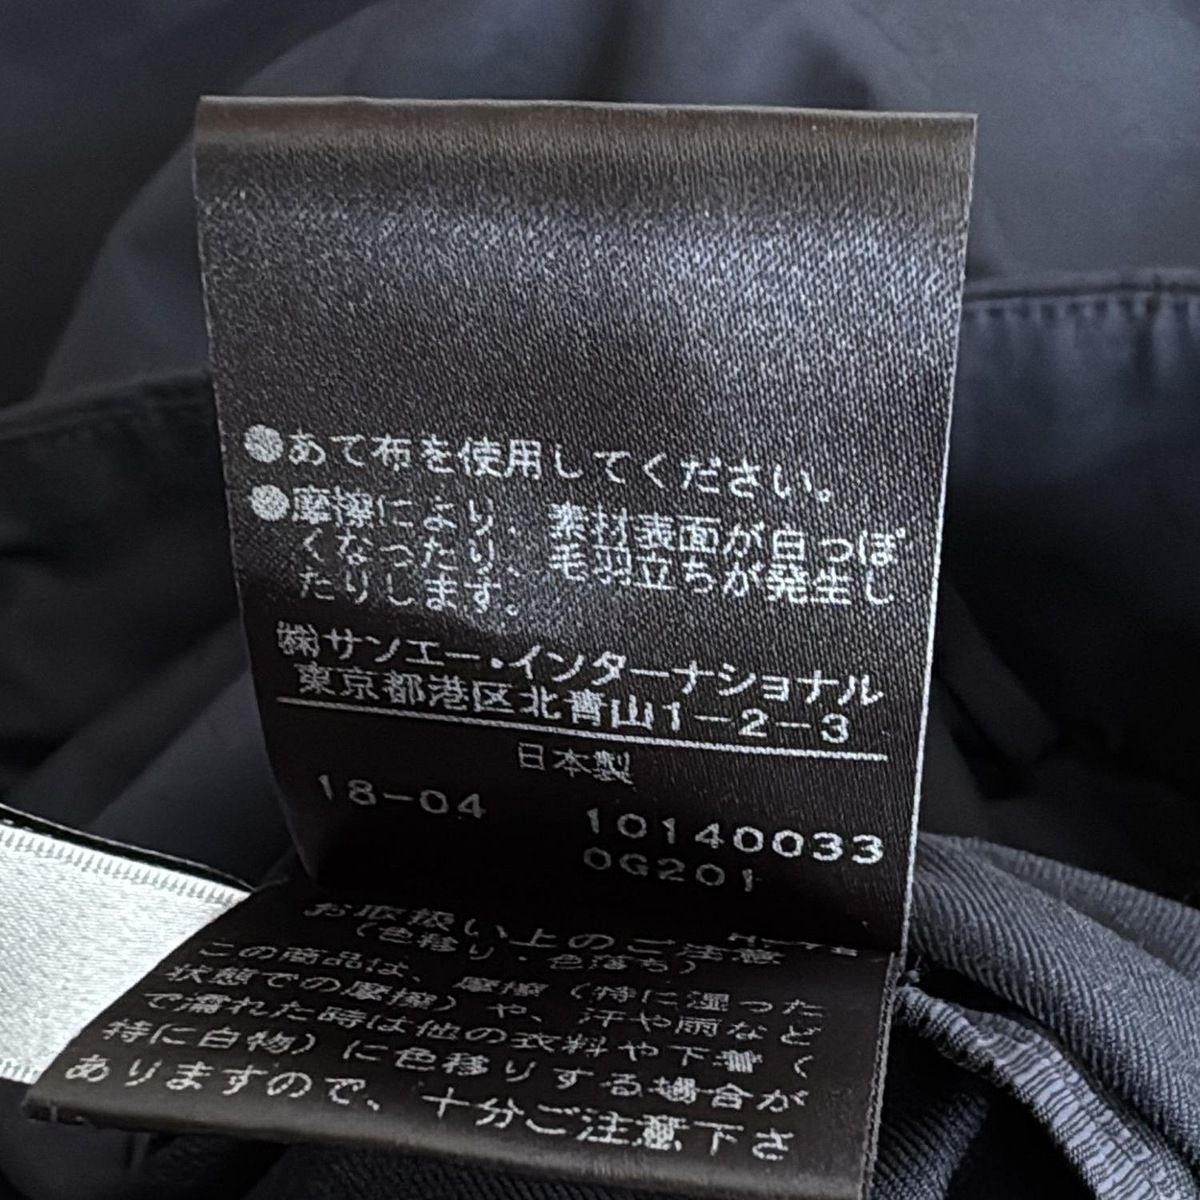 ●あて布を使用してください。
●摩擦により、素材表面が白っぽ
くなったり、毛羽立ちが発生し
たりします。
㈱サンエー・インターナショナル
東京都港区北青山1-2-3
日本製
18-04 10140033
0G201
お取扱い上のご注意
(色移り・色落ち)
この商品は、摩擦(特に湿った
状態での摩擦)や、汗や雨など
で濡れた時は他の衣料や下着く
特に白物)に色移りする場合が
ありますので、十分ご注意下さ